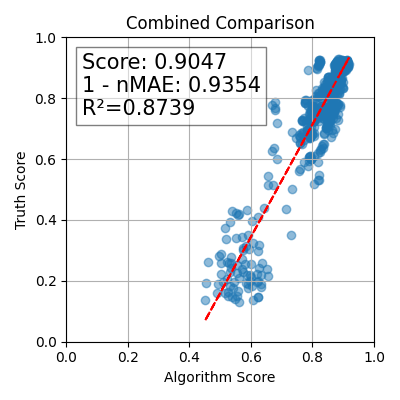 Combined Comparison
1.0
0.8
0.6
0.4
0.2
0.0
Truth Score
Score: 0.9047
1 - nMAE: 0.9354
R²=0.8739
0.0 0.2 0.4 0.6 0.8 1.0
Algorithm Score